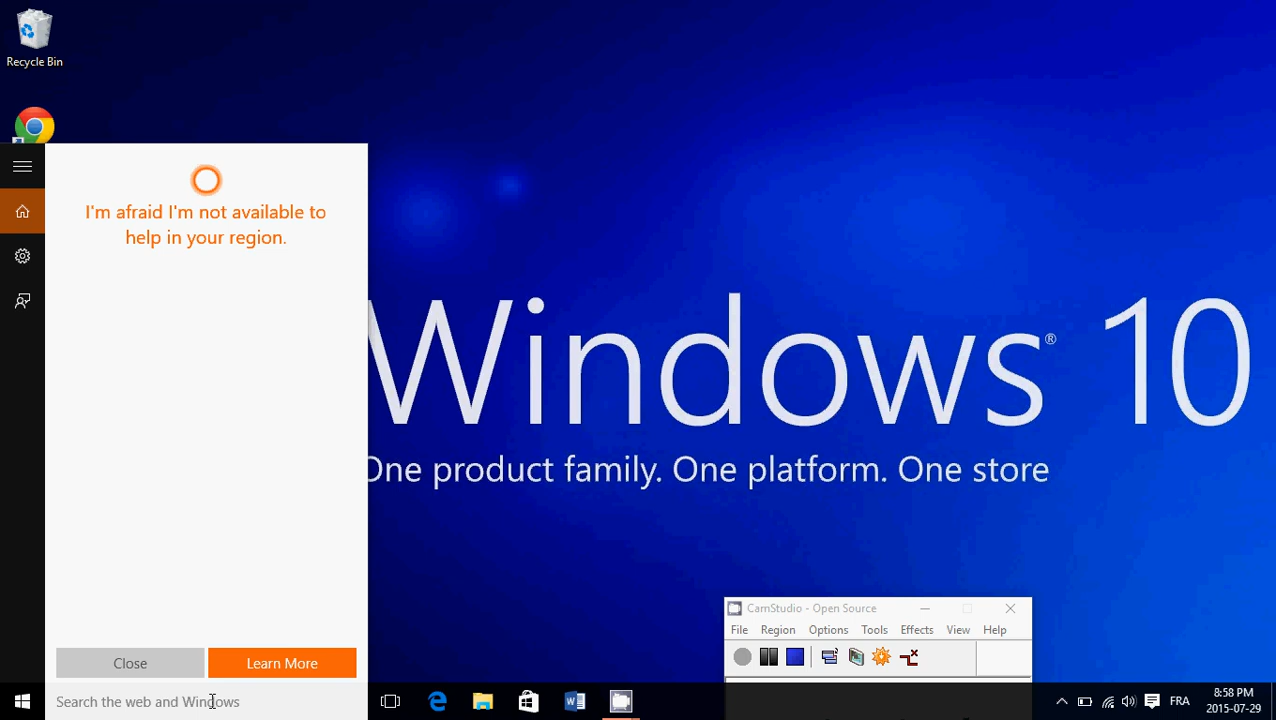 Recycle Bin
I'm afraid I'm not available to
help in your region.
Close
Learn More
Search the web and Windows
Windows® 10
One product family. One platform. One store
CamStudio - Open Source
File Region Options Tools Effects View Help
FRA
8:58 PM
2015-07-29